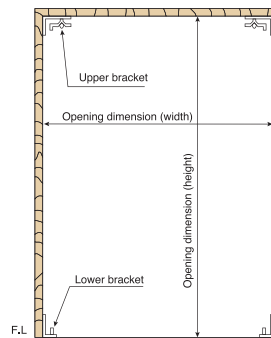 Upper bracket
Opening dimension (width)
Opening dimension (height)
Lower bracket
F.L